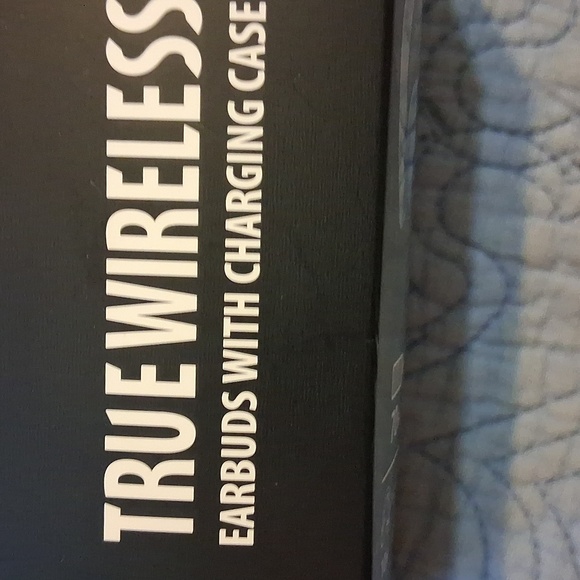 TRUE WIRELESS
EARBUDS WITH CHARGING CASE